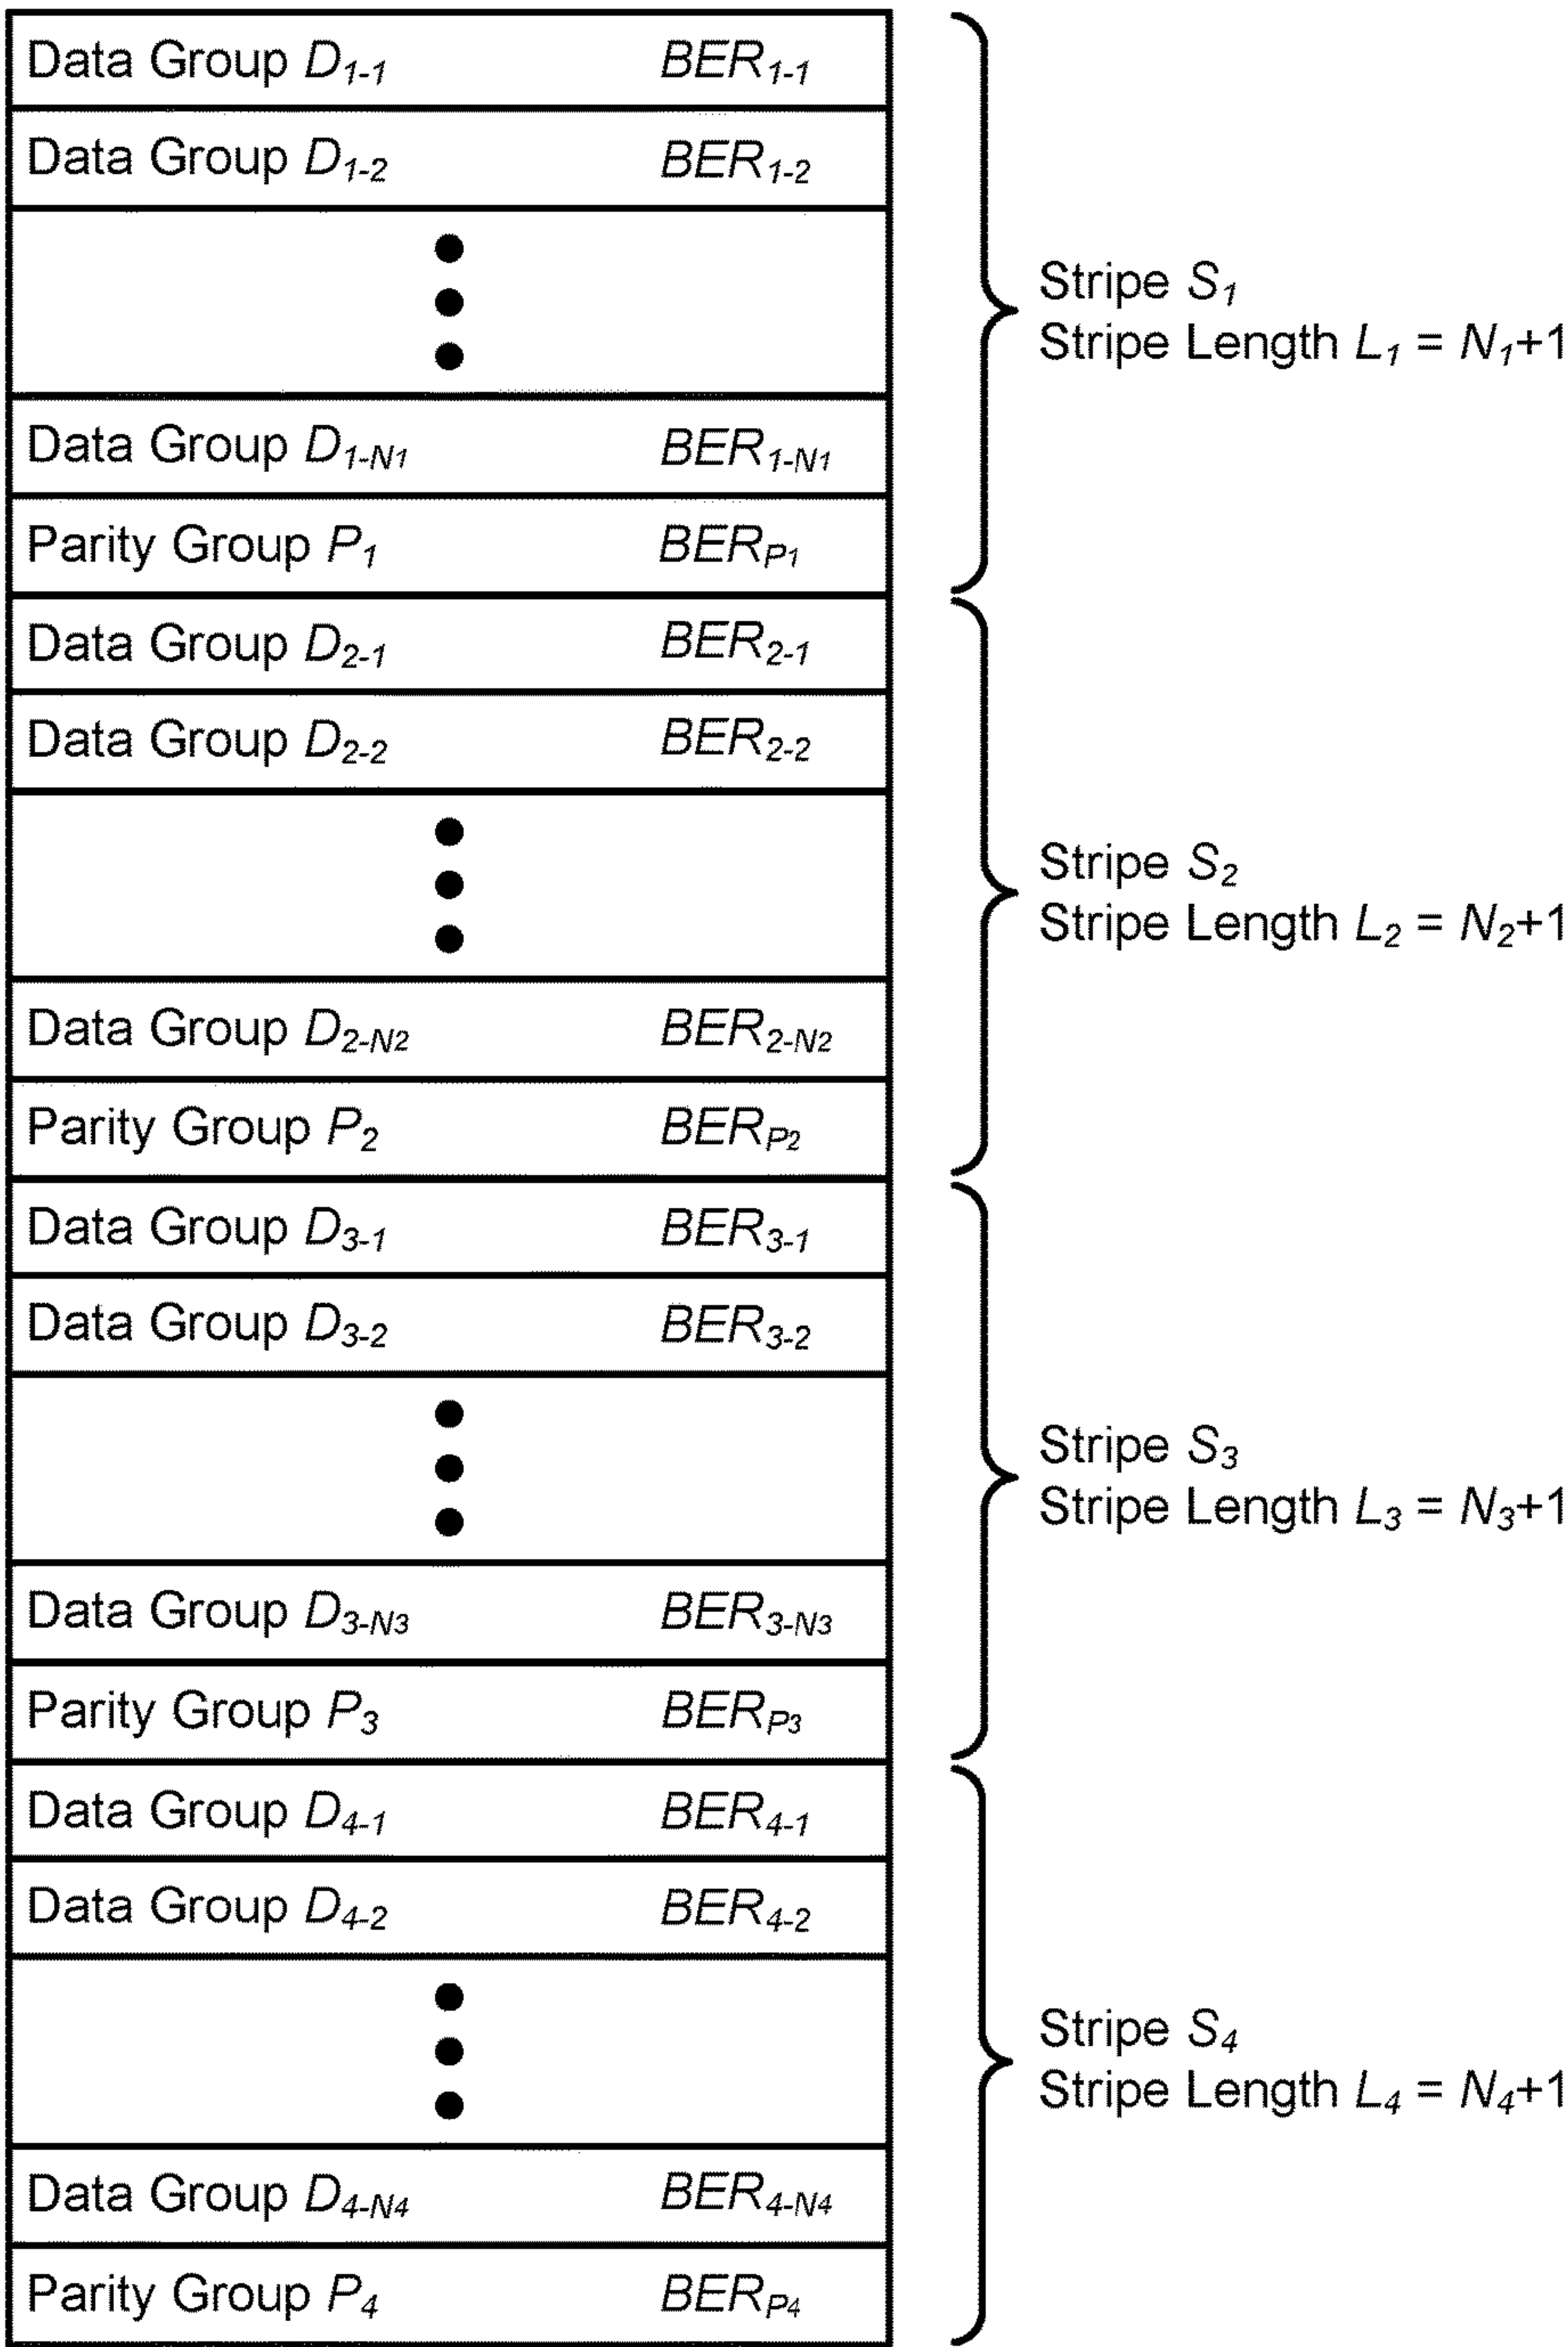 Data Group D1-1 BER1-1
Data Group D1-2 BER1-2
Data Group D1-N1 BER1-N1
Parity Group P1 BERP1
Stripe S1
Stripe Length L1 = N1+1
Data Group D2-1 BER2-1
Data Group D2-2 BER2-2
Data Group D2-N2 BER2-N2
Parity Group P2 BERP2
Stripe S2
Stripe Length L2 = N2+1
Data Group D3-1 BER3-1
Data Group D3-2 BER3-2
Data Group D3-N3 BER3-N3
Parity Group P3 BERP3
Stripe S3
Stripe Length L3 = N3+1
Data Group D4-1 BER4-1
Data Group D4-2 BER4-2
Data Group D4-N4 BER4-N4
Parity Group P4 BERP4
Stripe S4
Stripe Length L4 = N4+1